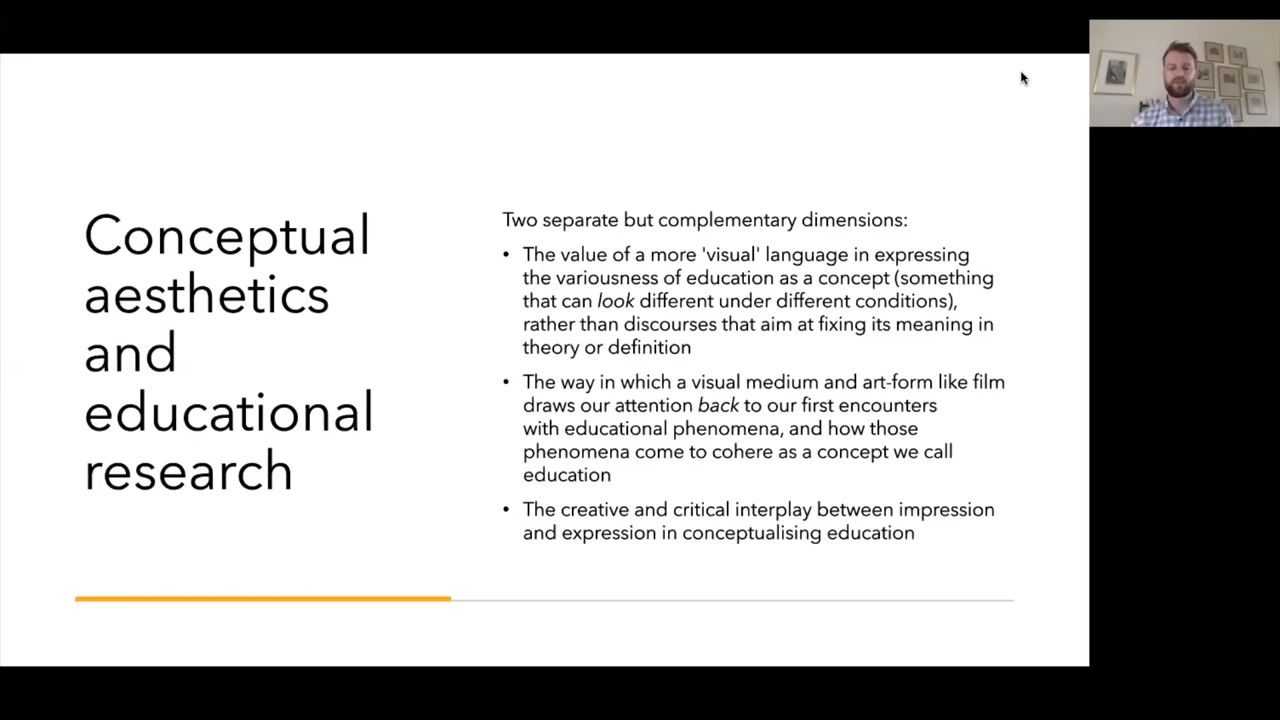 Conceptual
aesthetics
and
educational
research
Two separate but complementary dimensions:
• The value of a more 'visual' language in expressing
the variousness of education as a concept (something
that can look different under different conditions),
rather than discourses that aim at fixing its meaning in
theory or definition
• The way in which a visual medium and art-form like film
draws our attention back to our first encounters
with educational phenomena, and how those
phenomena come to cohere as a concept we call
education
• The creative and critical interplay between impression
and expression in conceptualising education